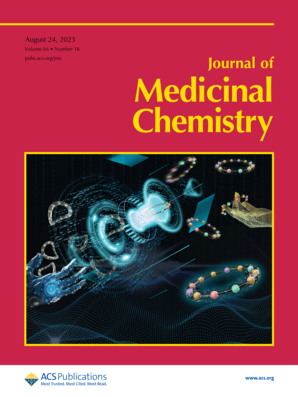 August 24, 2023
Volume 66 • Number 16
pubs.acs.org/jmc
Journal of
Medicinal
Chemistry
ACS Publications
Most Trusted. Most Cited. Most Read.
www.acs.org